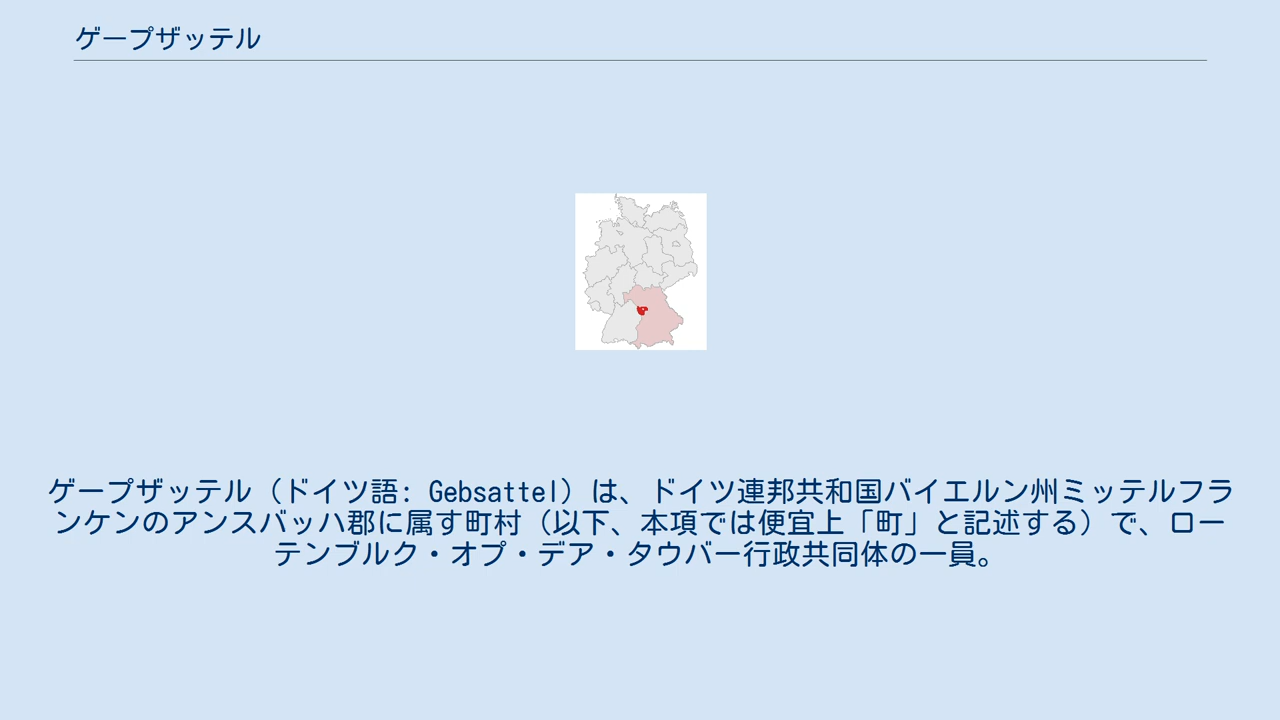 ゲープザッテル
ゲープザッテル（ドイツ語: Gebsattel）は、ドイツ連邦共和国バイエルン州ミッテルフラ
ンケンのアンスバッハ郡に属す町村（以下、本項では便宜上「町」と記述する）で、ロー
テンブルク・オプ・デア・タウバー行政共同体の一員。